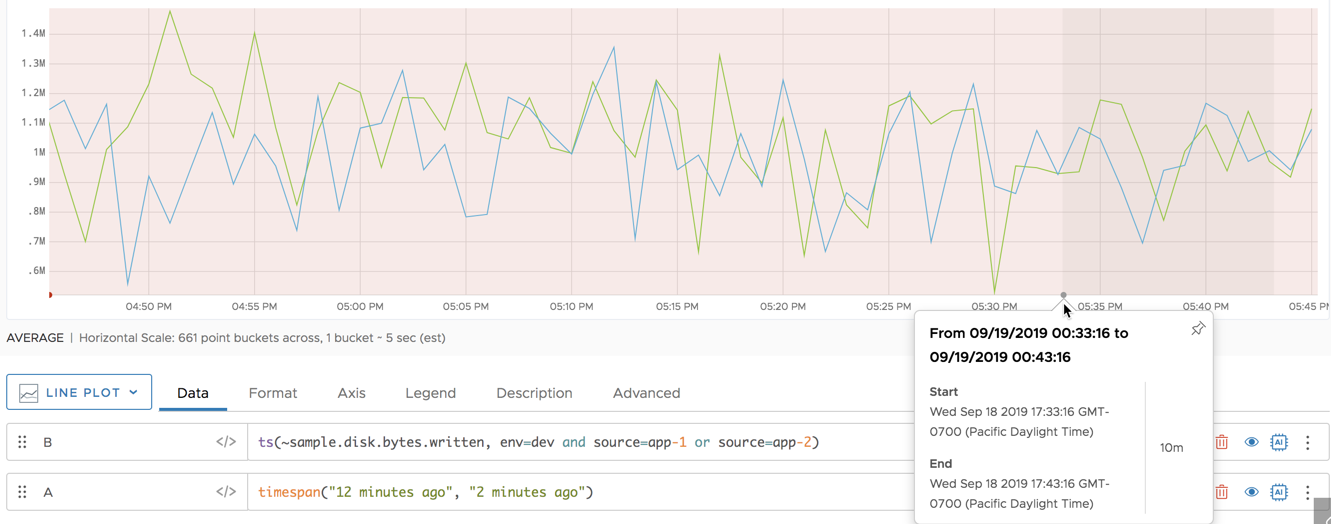 1.4M
1.3M
1.2M
1.1M
1M
.9M
.8M
.7M
.6M
04:50 PM 04:55 PM 05:00 PM 05:05 PM 05:10 PM 05:15 PM 05:20 PM 05:25 PM 05:30 PM 05:35 PM 05:40 PM 05:45 P
AVERAGE | Horizontal Scale: 661 point buckets across, 1 bucket ~ 5 sec (est)
From 09/19/2019 00:33:16 to
09/19/2019 00:43:16
Start
Wed Sep 18 2019 17:33:16 GMT-
0700 (Pacific Daylight Time)
10m
End
Wed Sep 18 2019 17:43:16 GMT-
0700 (Pacific Daylight Time)
LINE PLOT Data Format Axis Legend Description Advanced
B </> ts(~sample.disk.bytes.written, env=dev and source=app-1 or source=app-2) AI
A </> timespan("12 minutes ago", "2 minutes ago") AI